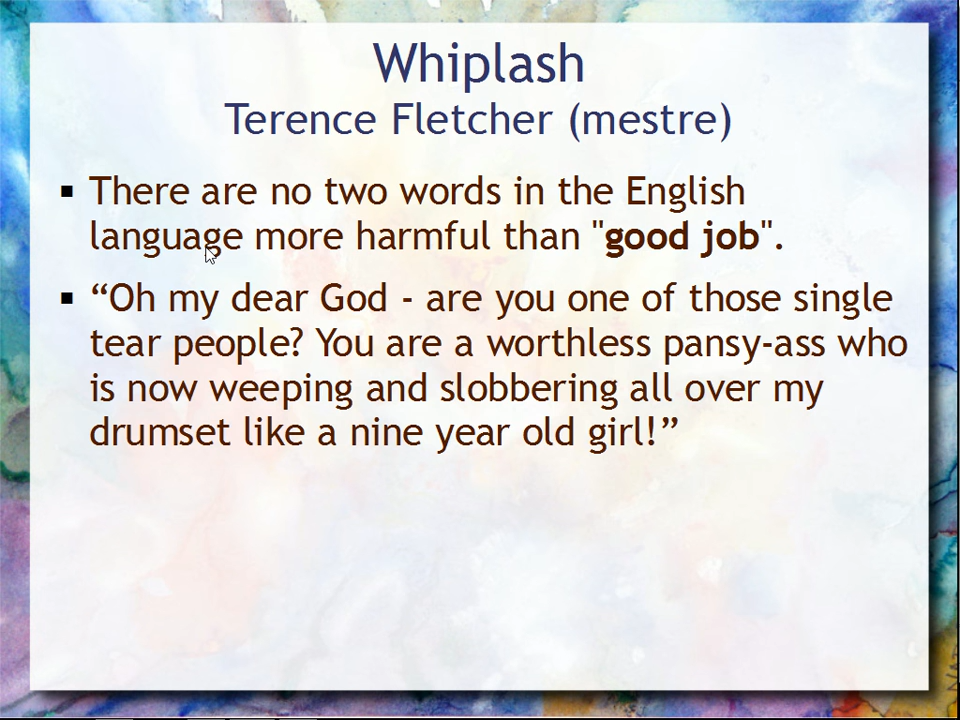 Whiplash
Terence Fletcher (mestre)
▪ There are no two words in the English
language more harmful than "good job".
▪ “Oh my dear God - are you one of those single
tear people? You are a worthless pansy-ass who
is now weeping and slobbering all over my
drumset like a nine year old girl!”